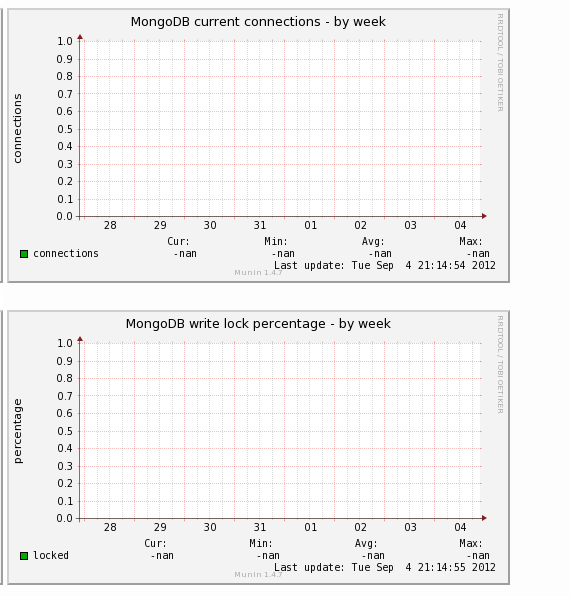 MongoDB current connections - by week
RRDTOOL / TOBI OETIKER
connections
1.0
0.9
0.8
0.7
0.6
0.5
0.4
0.3
0.2
0.1
0.0
28 29 30 31 01 02 03 04
Cur: Min: Avg: Max:
connections -nan -nan -nan -nan
Last update: Tue Sep  4 21:14:54 2012
Munin 1.4.7
MongoDB write lock percentage - by week
RRDTOOL / TOBI OETIKER
percentage
1.0
0.9
0.8
0.7
0.6
0.5
0.4
0.3
0.2
0.1
0.0
28 29 30 31 01 02 03 04
Cur: Min: Avg: Max:
locked -nan -nan -nan -nan
Last update: Tue Sep  4 21:14:55 2012
Munin 1.4.7